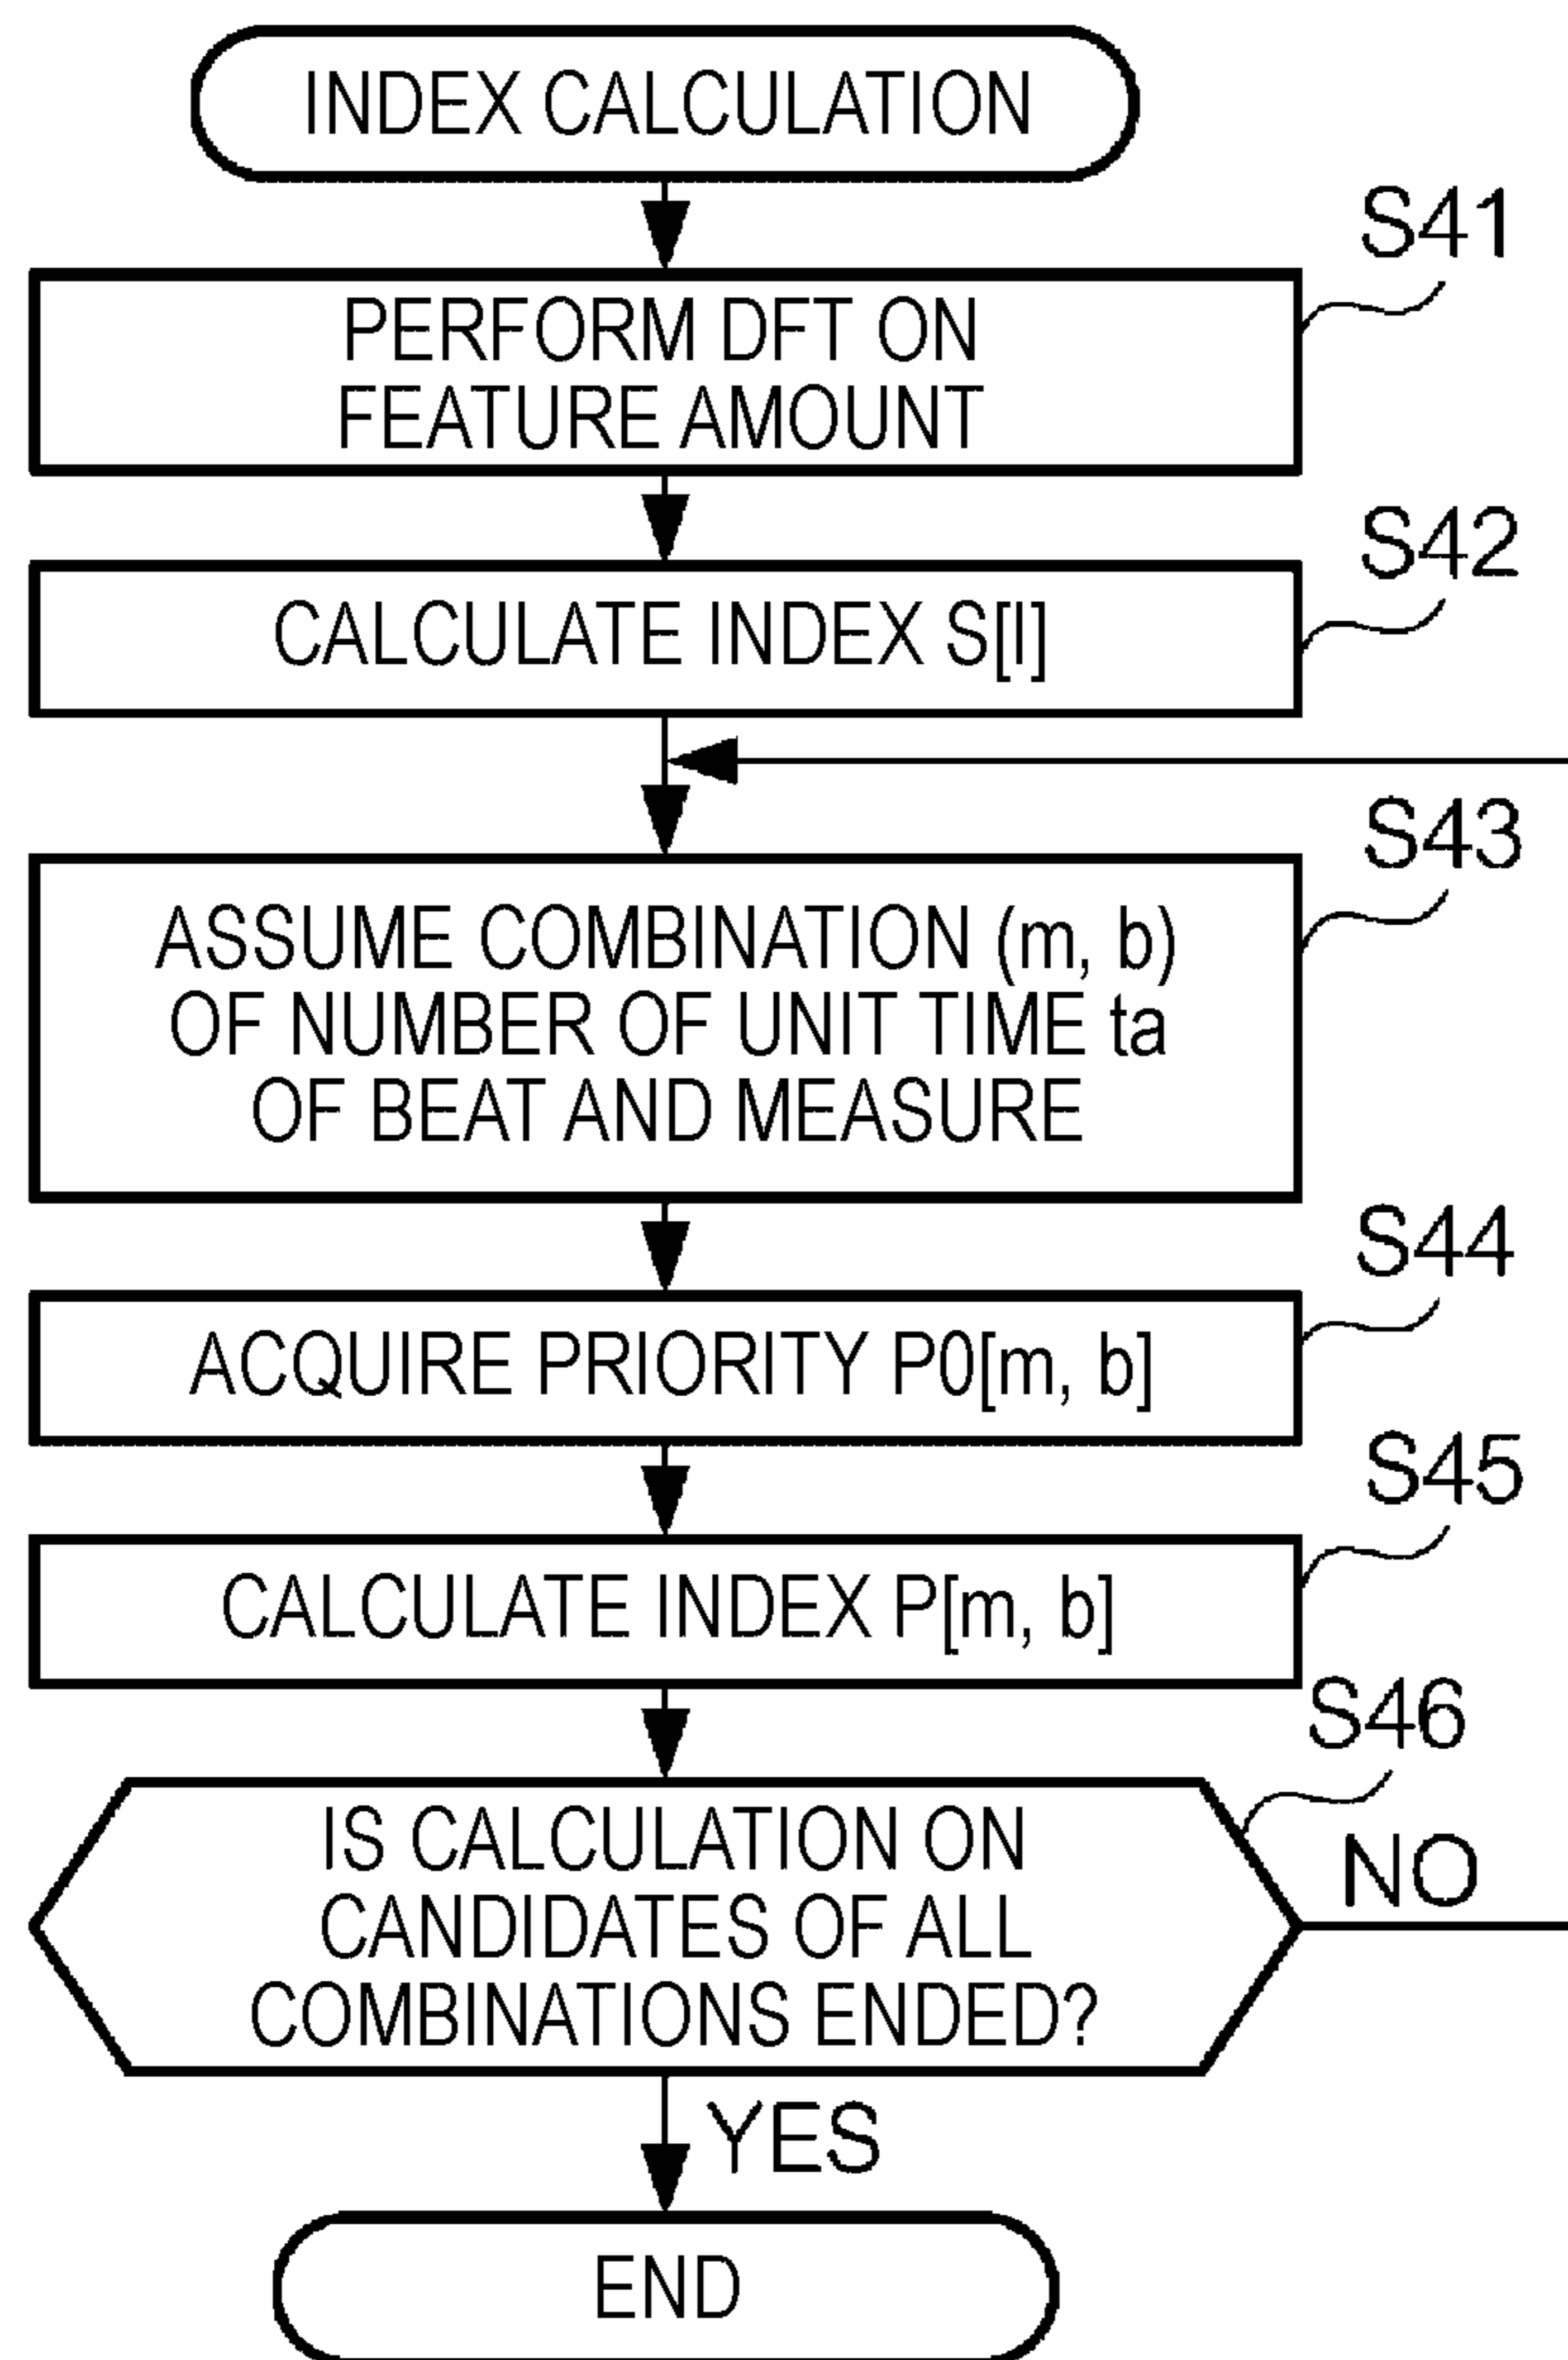 INDEX CALCULATION
S41
PERFORM DFT ON
FEATURE AMOUNT
S42
CALCULATE INDEX S[I]
S43
ASSUME COMBINATION (m, b)
OF NUMBER OF UNIT TIME ta
OF BEAT AND MEASURE
S44
ACQUIRE PRIORITY P0[m, b]
S45
CALCULATE INDEX P[m, b]
S46
IS CALCULATION ON
CANDIDATES OF ALL
COMBINATIONS ENDED?
NO
YES
END